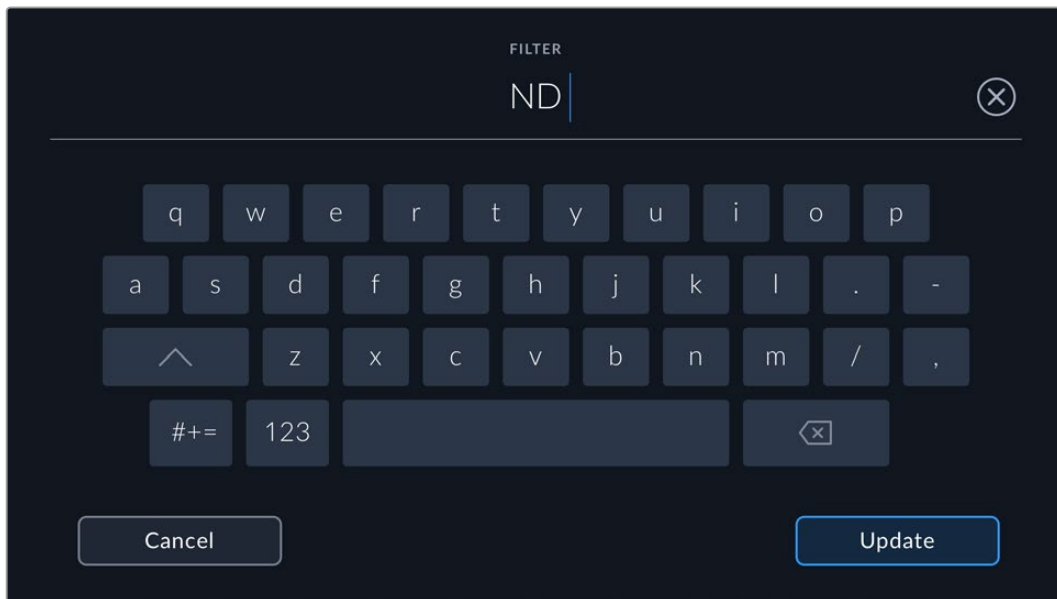 FILTER
ND
q w e r t y u i o p
a s d f g h j k l . -
z x c v b n m / ,
#+= 123
Cancel Update